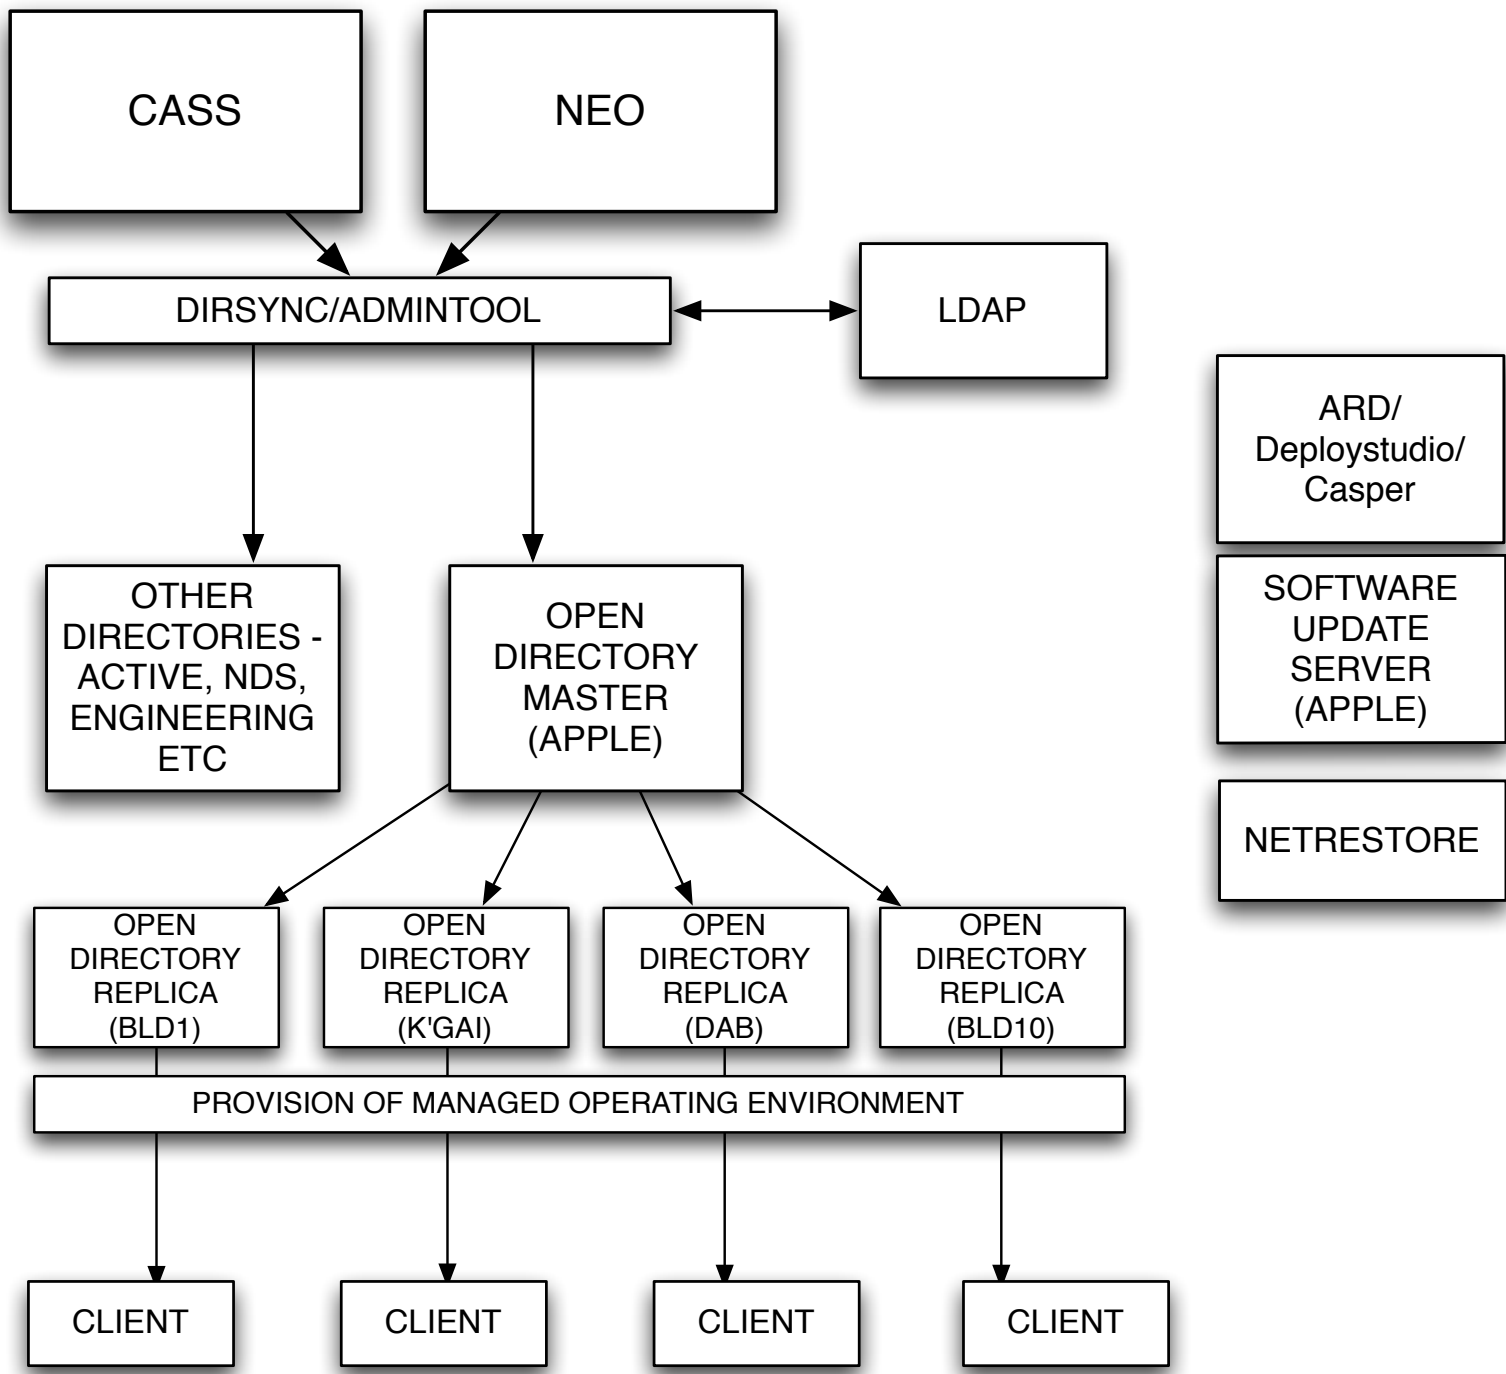 CASS
NEO
DIRSYNC/ADMINTOOL
LDAP
ARD/
Deploystudio/
Casper
SOFTWARE
UPDATE
SERVER
(APPLE)
NETRESTORE
OTHER
DIRECTORIES -
ACTIVE, NDS,
ENGINEERING
ETC
OPEN
DIRECTORY
MASTER
(APPLE)
OPEN
DIRECTORY
REPLICA
(BLD1)
OPEN
DIRECTORY
REPLICA
(K'GAI)
OPEN
DIRECTORY
REPLICA
(DAB)
OPEN
DIRECTORY
REPLICA
(BLD10)
PROVISION OF MANAGED OPERATING ENVIRONMENT
CLIENT
CLIENT
CLIENT
CLIENT